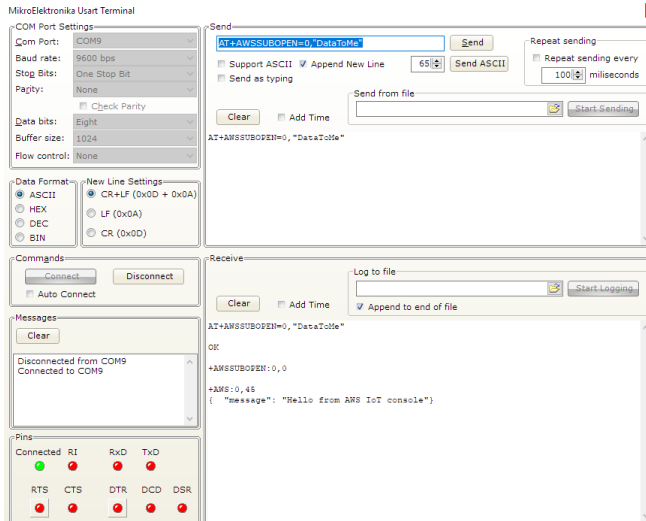 MikroElektronika Usart Terminal
COM Port Settings
Com Port: COM9
Baud rate: 9600 bps
Stop Bits: One Stop Bit
Parity: None
Check Parity
Data bits: Eight
Buffer size: 1024
Flow control: None
Data Format
ASCII
HEX
DEC
BIN
New Line Settings
CR+LF (0x0D + 0x0A)
LF (0x0A)
CR (0x0D)
Commands
Connect Disconnect
Auto Connect
Messages
Clear
Disconnected from COM9
Connected to COM9
Pins
Connected RI RxD TxD
RTS CTS DTR DCD DSR
Send
AT+AWSSUBOPEN=0,"DataToMe" Send
Support ASCII Append New Line 65 Send ASCII
Send as typing
Repeat sending
Repeat sending every
100 miliseconds
Send from file
Start Sending
Clear Add Time
AT+AWSSUBOPEN=0,"DataToMe"
Receive
Log to file
Start Logging
Clear Add Time Append to end of file
AT+AWSSUBOPEN=0,"DataToMe"
OK
+AWSSUBOPEN:0,0
+AWS:0,45
{  "message": "Hello from AWS IoT console"}